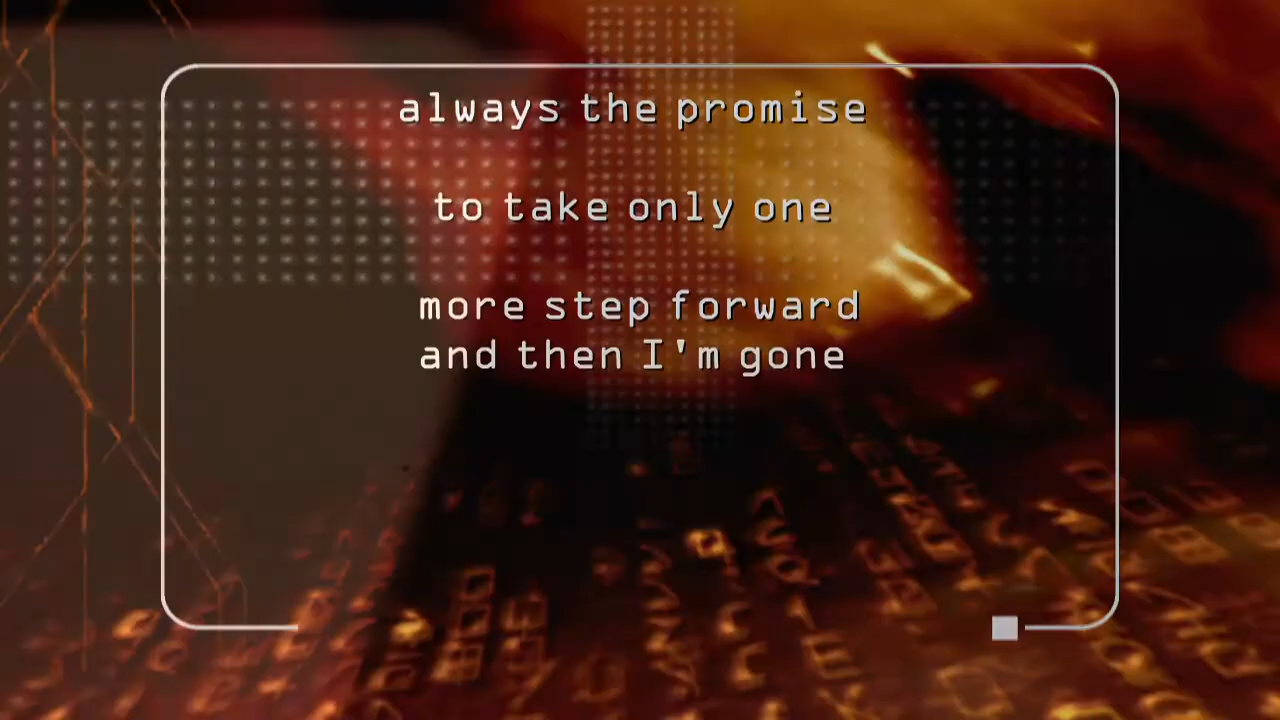 always the promise
to take only one
more step forward
and then I'm gone